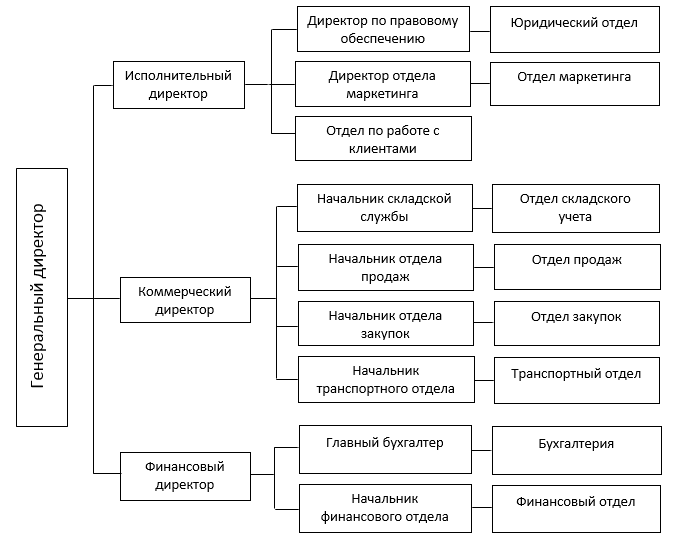 Генеральный директор
Исполнительный
директор
Директор по правовому
обеспечению
Юридический отдел
Директор отдела
маркетинга
Отдел маркетинга
Отдел по работе с
клиентами
Коммерческий
директор
Начальник складской
службы
Отдел складского
учета
Начальник отдела
продаж
Отдел продаж
Начальник отдела
закупок
Отдел закупок
Начальник
транспортного отдела
Транспортный отдел
Финансовый
директор
Главный бухгалтер
Бухгалтерия
Начальник
финансового отдела
Финансовый отдел